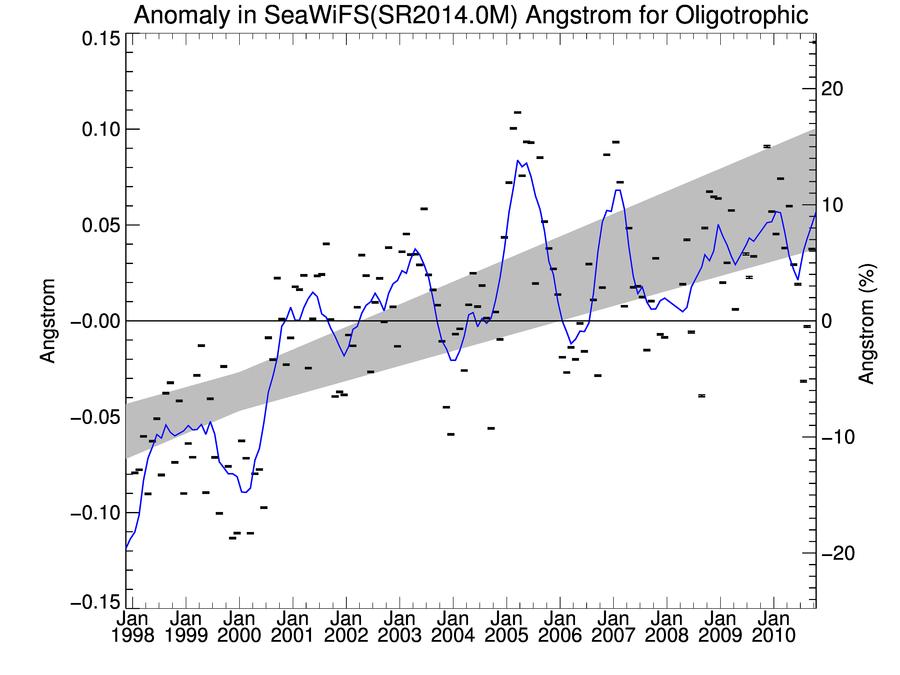 Anomaly in SeaWiFS(SR2014.0M) Angstrom for Oligotrophic
0.15
0.10
0.05
−0.00
−0.05
−0.10
−0.15
Angstrom
20
10
0
−10
−20
Angstrom (%)
Jan Jan Jan Jan Jan Jan Jan Jan Jan Jan Jan Jan Jan
1998 1999 2000 2001 2002 2003 2004 2005 2006 2007 2008 2009 2010